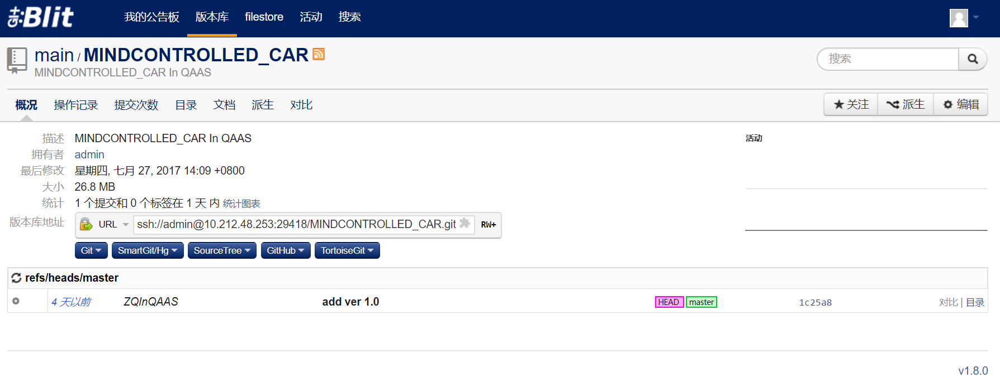 git:Blit 我的公告板 版本库 filestore 活动 搜索
main / MINDCONTROLLED_CAR
MINDCONTROLLED_CAR In QAAS
搜索
概况 操作记录 提交次数 目录 文档 派生 对比
关注 派生 编辑
描述 MINDCONTROLLED_CAR In QAAS
拥有者 admin
最后修改 星期四, 七月 27, 2017 14:09 +0800
大小 26.8 MB
统计 1 个提交和 0 个标签在 1 天 内 统计图表
版本库地址 URL ssh://admin@10.212.48.253:29418/MINDCONTROLLED_CAR.git RW+
Git SmartGit/Hg SourceTree GitHub TortoiseGit
活动
refs/heads/master
4 天以前 ZQInQAAS add ver 1.0 HEAD master 1c25a8 对比 | 目录
v1.8.0